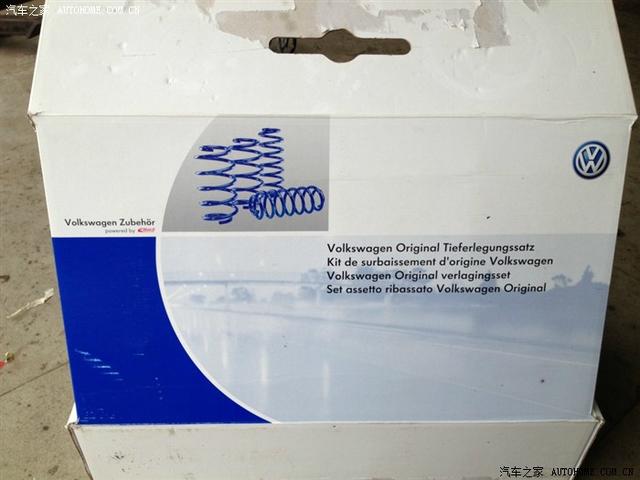 汽车之家 AUTOHOME.COM.CN
Volkswagen Zubehör
powered by
Volkswagen Original Tieferlegungssatz
Kit de surbaissement d'origine Volkswagen
Volkswagen Original verlagingsset
Set assetto ribassato Volkswagen Original
汽车之家 AUTOHOME.COM.CN